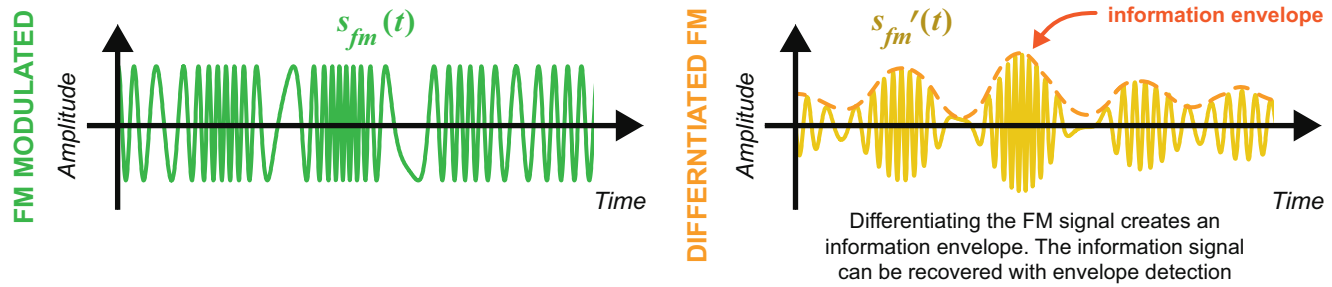 FM MODULATED
s_fm(t)
Amplitude
Time
DIFFERNTIATED FM
s_fm′(t)
information envelope
Amplitude
Time
Differentiating the FM signal creates an
information envelope. The information signal
can be recovered with envelope detection